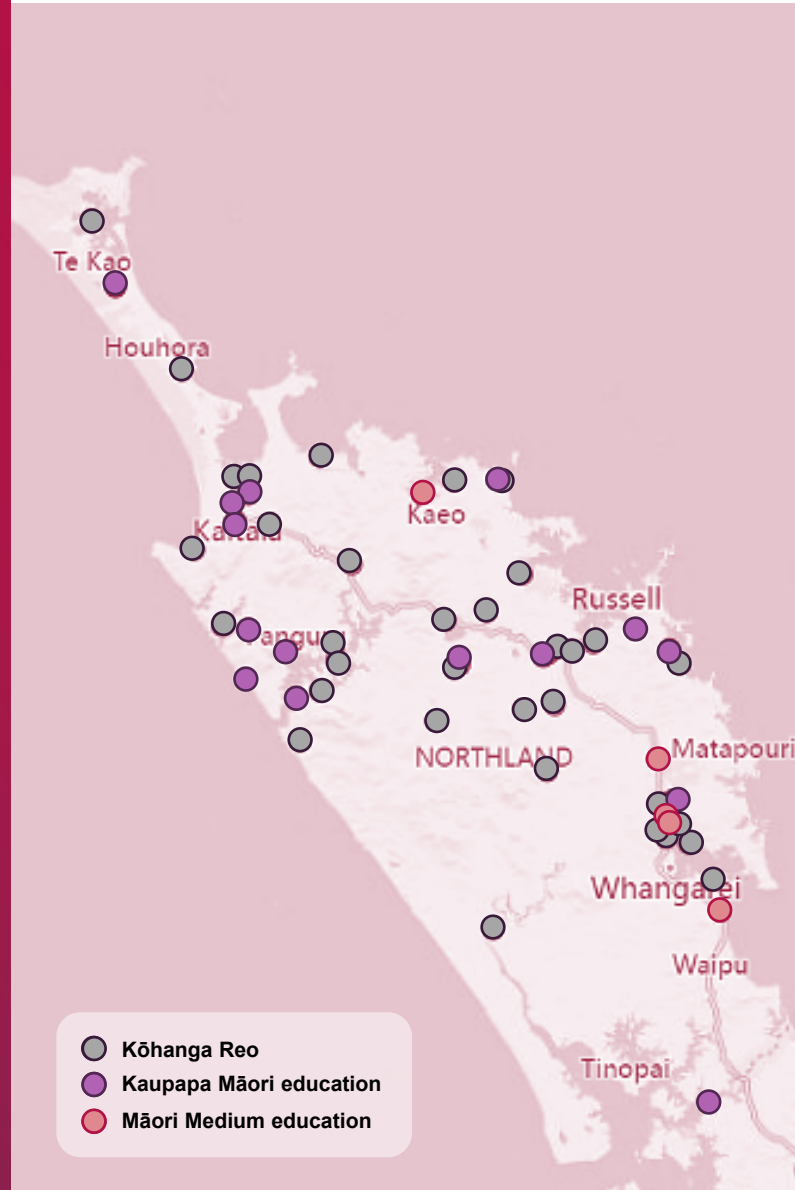 Te Kao
Houhora
Kaeo
Kaitaia
Russell
Panguru
Matapouri
NORTHLAND
Whangarei
Waipu
Tinopai
Kōhanga Reo
Kaupapa Māori education
Māori Medium education